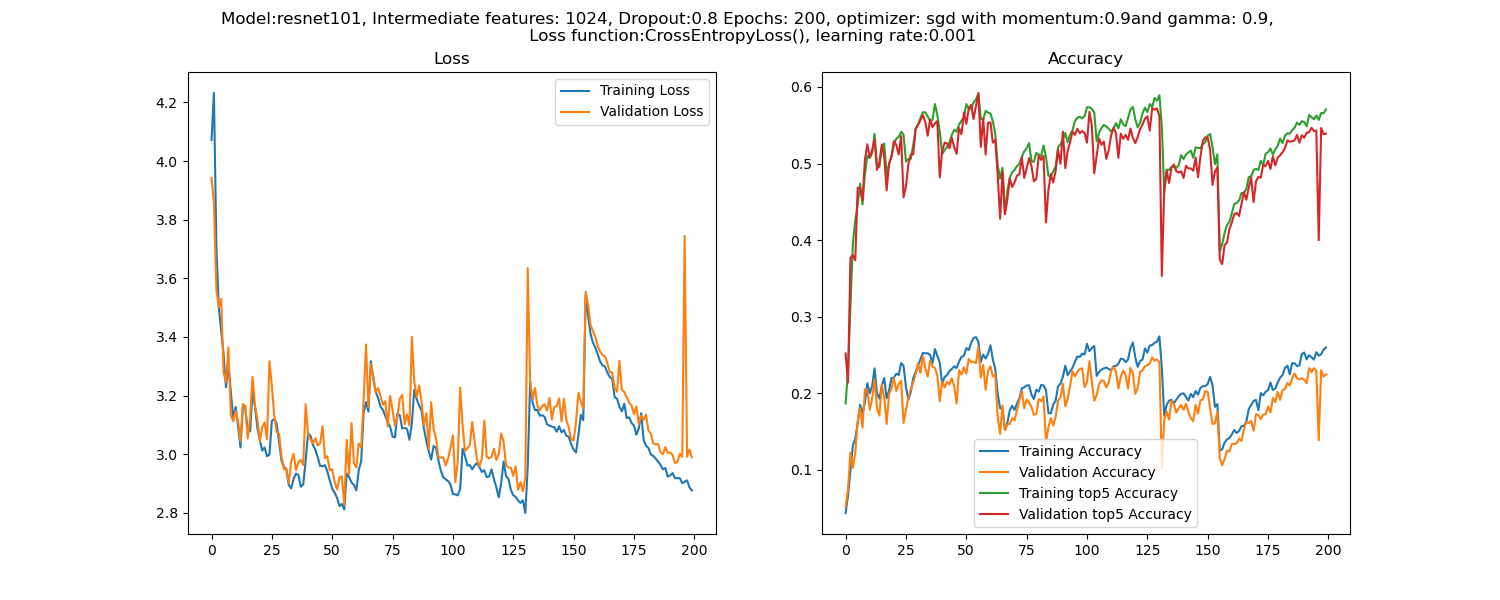 Model:resnet101, Intermediate features: 1024, Dropout:0.8 Epochs: 200, optimizer: sgd with momentum:0.9and gamma: 0.9,
Loss function:CrossEntropyLoss(), learning rate:0.001
Loss
Training Loss
Validation Loss
4.2
4.0
3.8
3.6
3.4
3.2
3.0
2.8
0 25 50 75 100 125 150 175 200
Accuracy
0.6
0.5
0.4
0.3
0.2
0.1
Training Accuracy
Validation Accuracy
Training top5 Accuracy
Validation top5 Accuracy
0 25 50 75 100 125 150 175 200